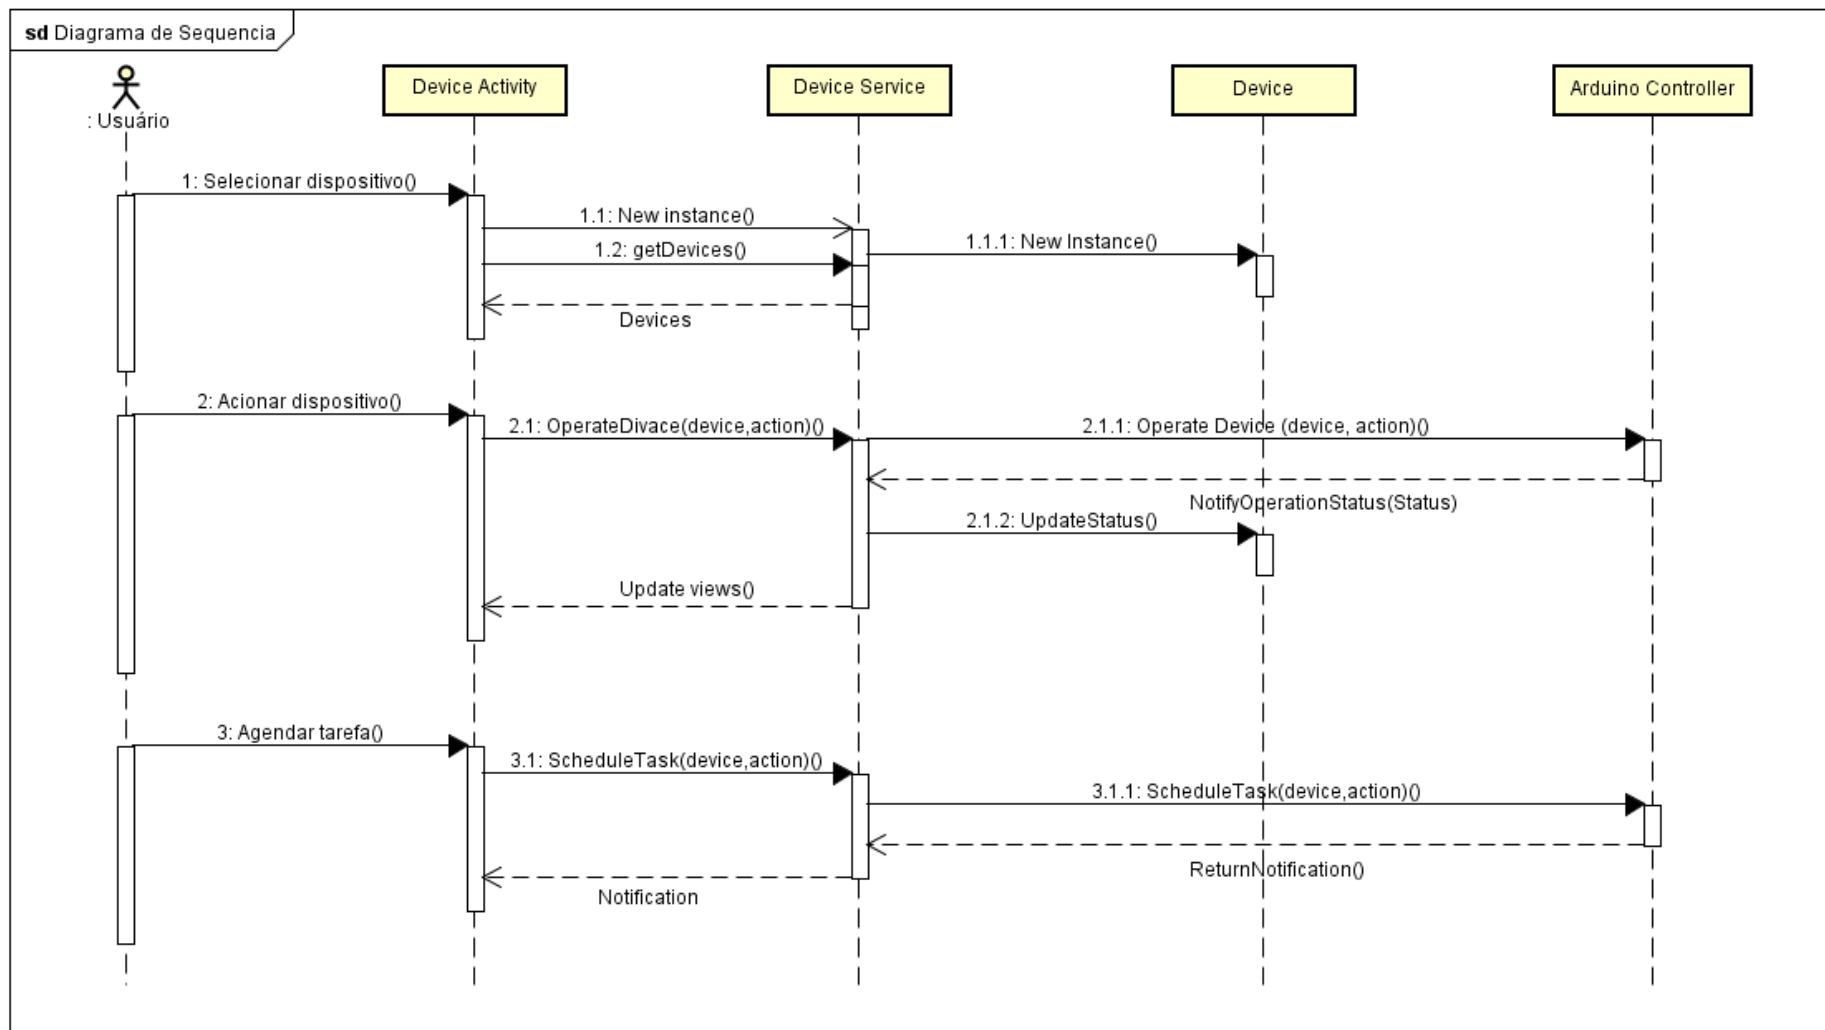 sd Diagrama de Sequencia
: Usuário
Device Activity
Device Service
Device
Arduino Controller
1: Selecionar dispositivo()
1.1: New instance()
1.2: getDevices()
1.1.1: New Instance()
Devices
2: Acionar dispositivo()
2.1: OperateDivace(device,action)()
2.1.1: Operate Device (device, action)()
NotifyOperationStatus(Status)
2.1.2: UpdateStatus()
Update views()
3: Agendar tarefa()
3.1: ScheduleTask(device,action)()
3.1.1: ScheduleTask(device,action)()
ReturnNotification()
Notification